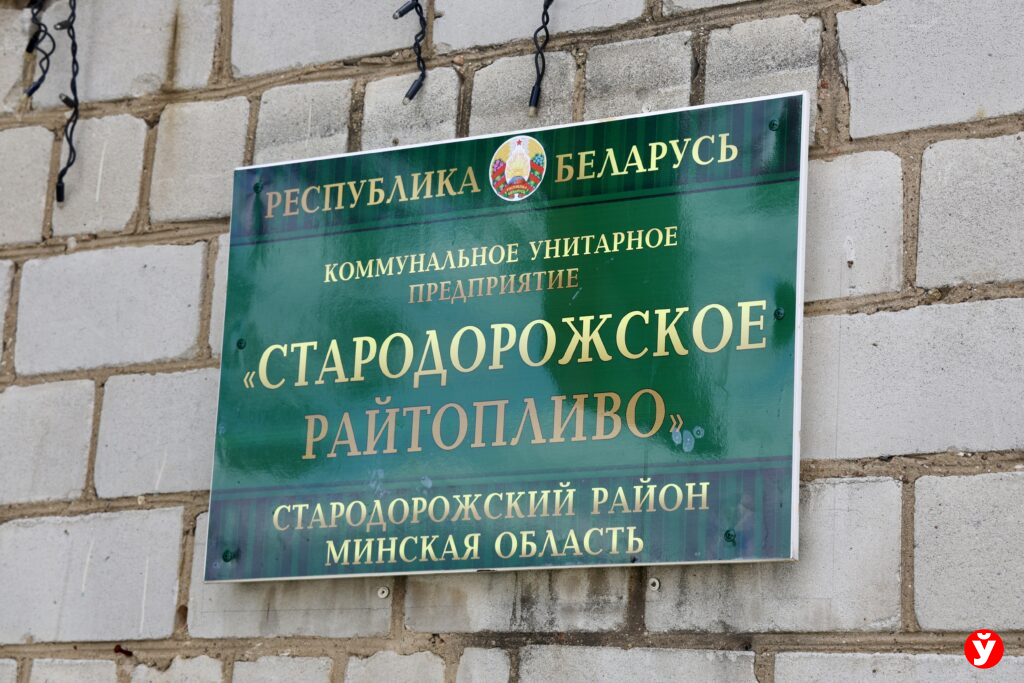 РЕСПУБЛИКА БЕЛАРУСЬ
КОММУНАЛЬНОЕ УНИТАРНОЕ
ПРЕДПРИЯТИЕ
«СТАРОДОРОЖСКОЕ
РАЙТОПЛИВО»
СТАРОДОРОЖСКИЙ РАЙОН
МИНСКАЯ ОБЛАСТЬ
ў